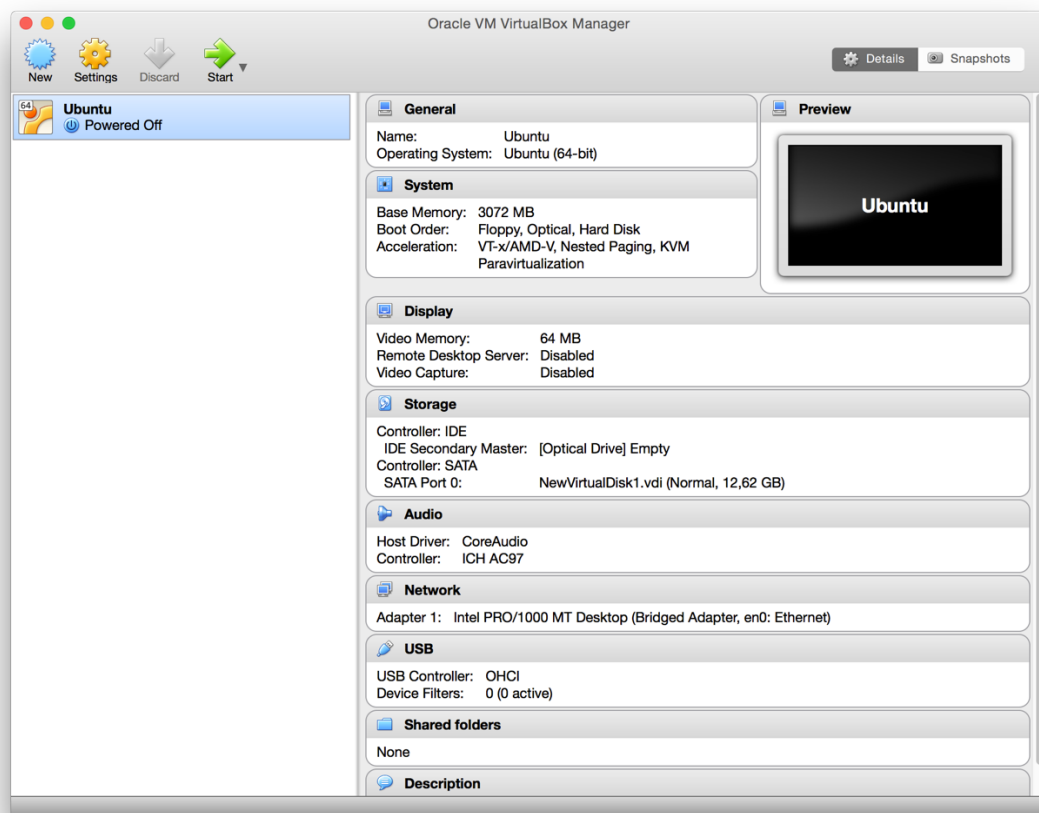 Oracle VM VirtualBox Manager
New Settings Discard Start
Details Snapshots
64
Ubuntu
Powered Off
General
Name: Ubuntu
Operating System: Ubuntu (64-bit)
System
Base Memory: 3072 MB
Boot Order: Floppy, Optical, Hard Disk
Acceleration: VT-x/AMD-V, Nested Paging, KVM
Paravirtualization
Preview
Ubuntu
Display
Video Memory: 64 MB
Remote Desktop Server: Disabled
Video Capture: Disabled
Storage
Controller: IDE
IDE Secondary Master: [Optical Drive] Empty
Controller: SATA
SATA Port 0: NewVirtualDisk1.vdi (Normal, 12,62 GB)
Audio
Host Driver: CoreAudio
Controller: ICH AC97
Network
Adapter 1: Intel PRO/1000 MT Desktop (Bridged Adapter, en0: Ethernet)
USB
USB Controller: OHCI
Device Filters: 0 (0 active)
Shared folders
None
Description